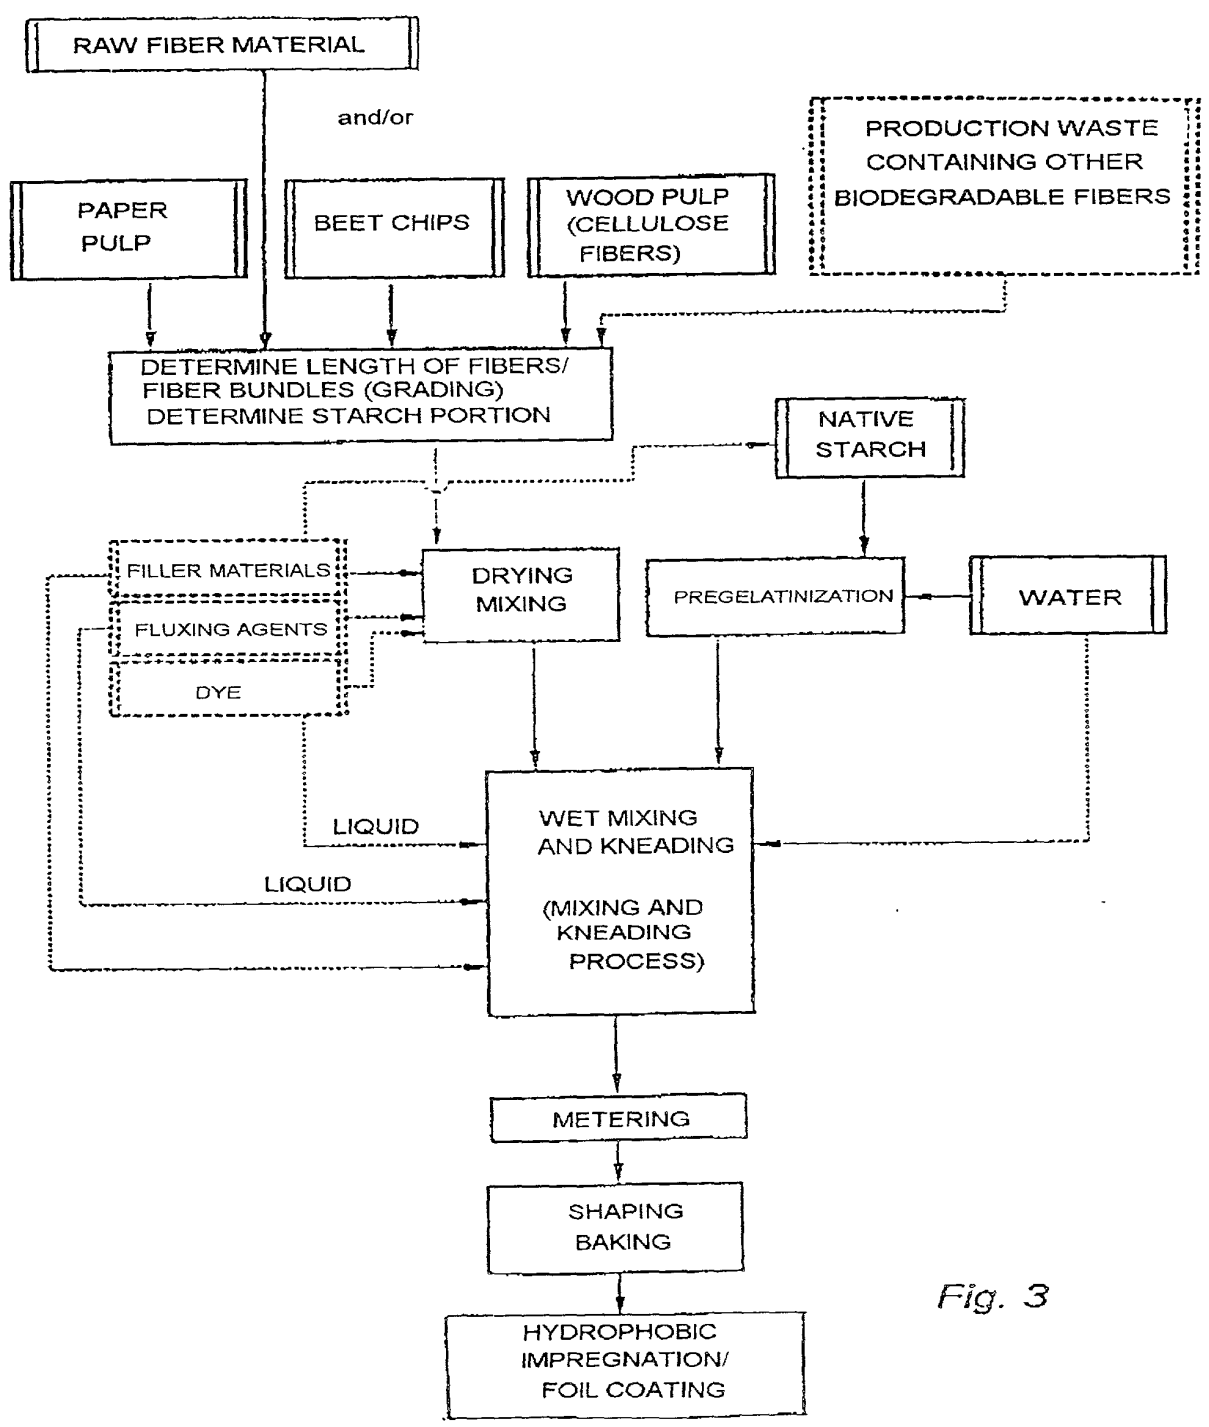 RAW FIBER MATERIAL
and/or
PRODUCTION WASTE
CONTAINING OTHER
BIODEGRADABLE FIBERS
PAPER
PULP
BEET CHIPS
WOOD PULP
(CELLULOSE
FIBERS)
DETERMINE LENGTH OF FIBERS/
FIBER BUNDLES (GRADING)
DETERMINE STARCH PORTION
NATIVE
STARCH
FILLER MATERIALS
FLUXING AGENTS
DYE
DRYING
MIXING
PREGELATINIZATION
WATER
LIQUID
LIQUID
WET MIXING
AND KNEADING
(MIXING AND
KNEADING
PROCESS)
METERING
SHAPING
BAKING
HYDROPHOBIC
IMPREGNATION/
FOIL COATING
Fig. 3